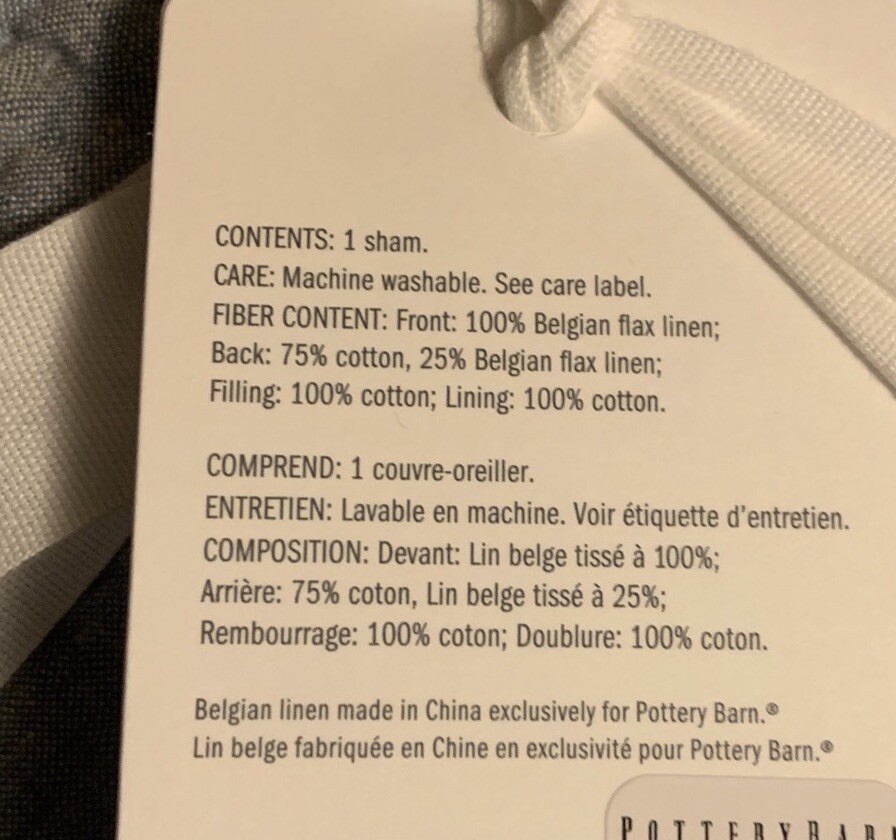 CONTENTS: 1 sham.
CARE: Machine washable. See care label.
FIBER CONTENT: Front: 100% Belgian flax linen;
Back: 75% cotton, 25% Belgian flax linen;
Filling: 100% cotton; Lining: 100% cotton.
COMPREND: 1 couvre-oreiller.
ENTRETIEN: Lavable en machine. Voir étiquette d'entretien.
COMPOSITION: Devant: Lin belge tissé à 100%;
Arrière: 75% coton, Lin belge tissé à 25%;
Rembourrage: 100% coton; Doublure: 100% coton.
Belgian linen made in China exclusively for Pottery Barn.®
Lin belge fabriquée en Chine en exclusivité pour Pottery Barn.®
POTTERY BAR